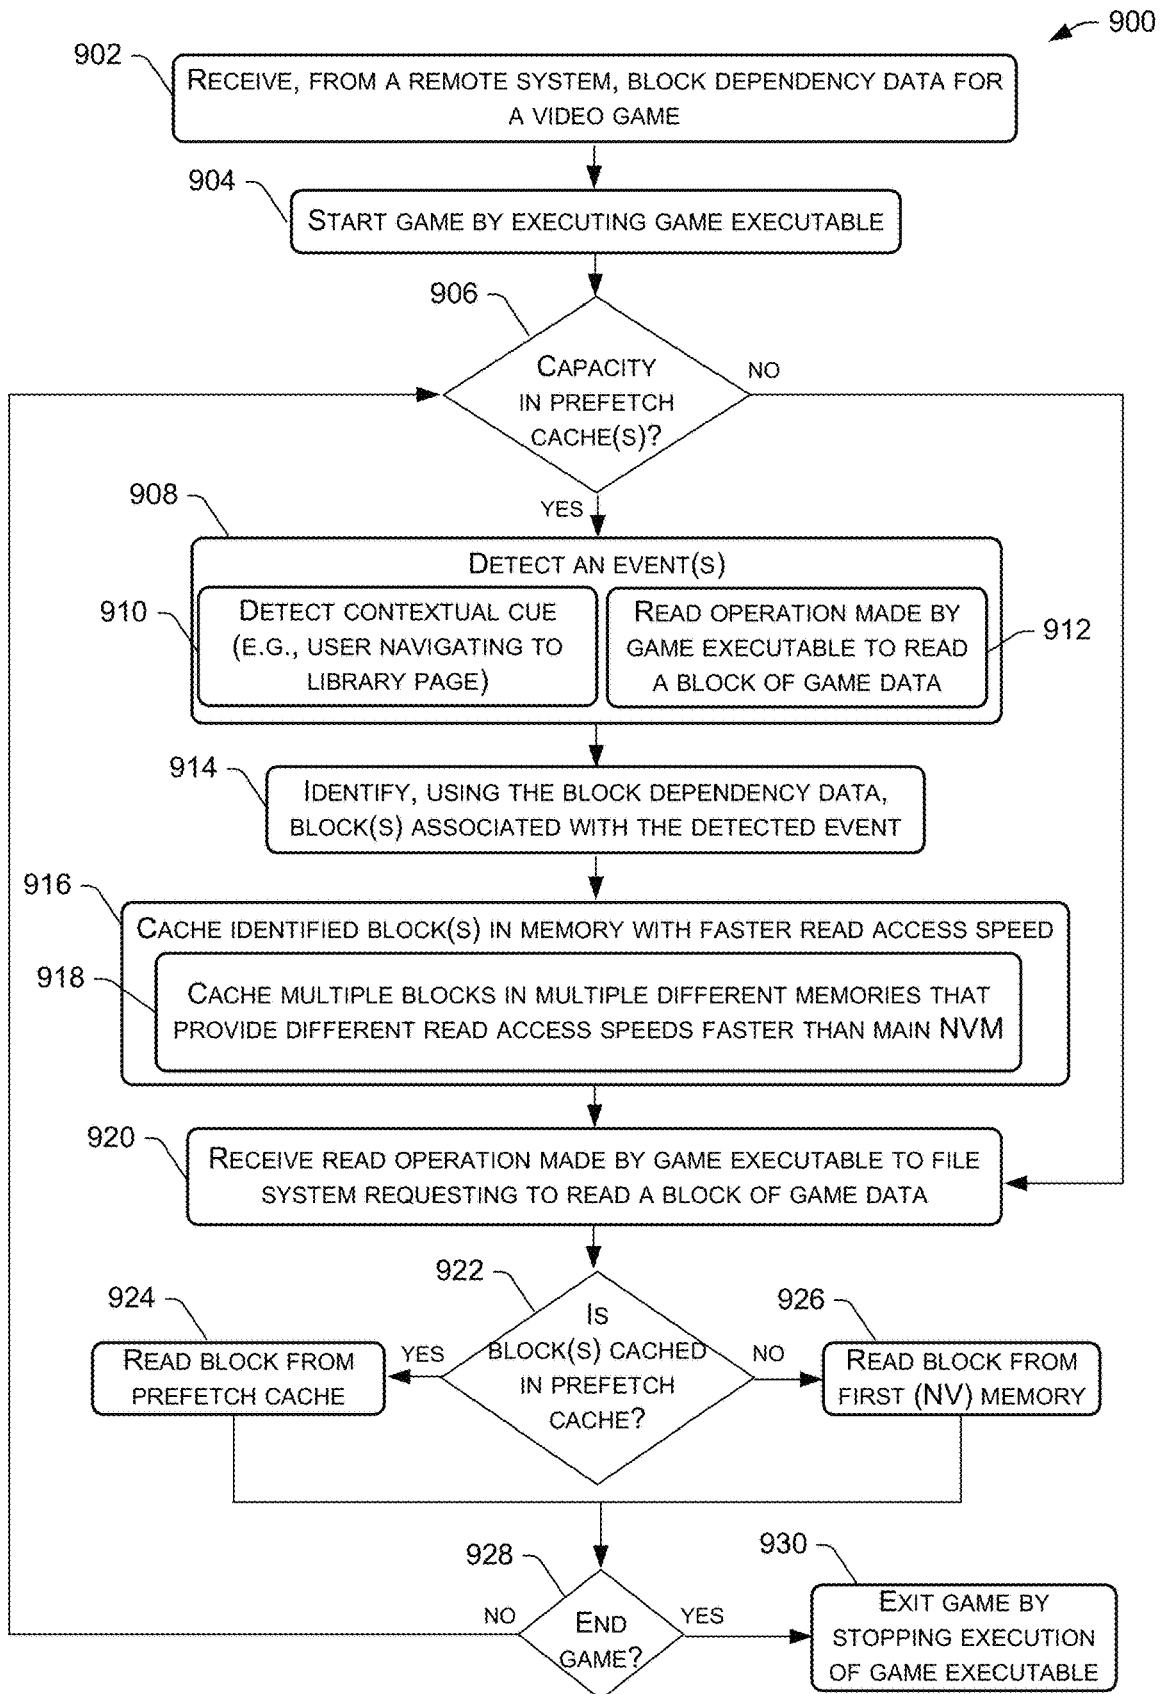 900
902
RECEIVE, FROM A REMOTE SYSTEM, BLOCK DEPENDENCY DATA FOR
A VIDEO GAME
904
START GAME BY EXECUTING GAME EXECUTABLE
906
CAPACITY
IN PREFETCH
CACHE(S)?
NO
YES
908
DETECT AN EVENT(S)
910
DETECT CONTEXTUAL CUE
(E.G., USER NAVIGATING TO
LIBRARY PAGE)
READ OPERATION MADE BY
GAME EXECUTABLE TO READ
A BLOCK OF GAME DATA
912
914
IDENTIFY, USING THE BLOCK DEPENDENCY DATA,
BLOCK(S) ASSOCIATED WITH THE DETECTED EVENT
916
CACHE IDENTIFIED BLOCK(S) IN MEMORY WITH FASTER READ ACCESS SPEED
918
CACHE MULTIPLE BLOCKS IN MULTIPLE DIFFERENT MEMORIES THAT
PROVIDE DIFFERENT READ ACCESS SPEEDS FASTER THAN MAIN NVM
920
RECEIVE READ OPERATION MADE BY GAME EXECUTABLE TO FILE
SYSTEM REQUESTING TO READ A BLOCK OF GAME DATA
922
IS
BLOCK(S) CACHED
IN PREFETCH
CACHE?
YES
NO
924
READ BLOCK FROM
PREFETCH CACHE
926
READ BLOCK FROM
FIRST (NV) MEMORY
928
END
GAME?
NO
YES
930
EXIT GAME BY
STOPPING EXECUTION
OF GAME EXECUTABLE